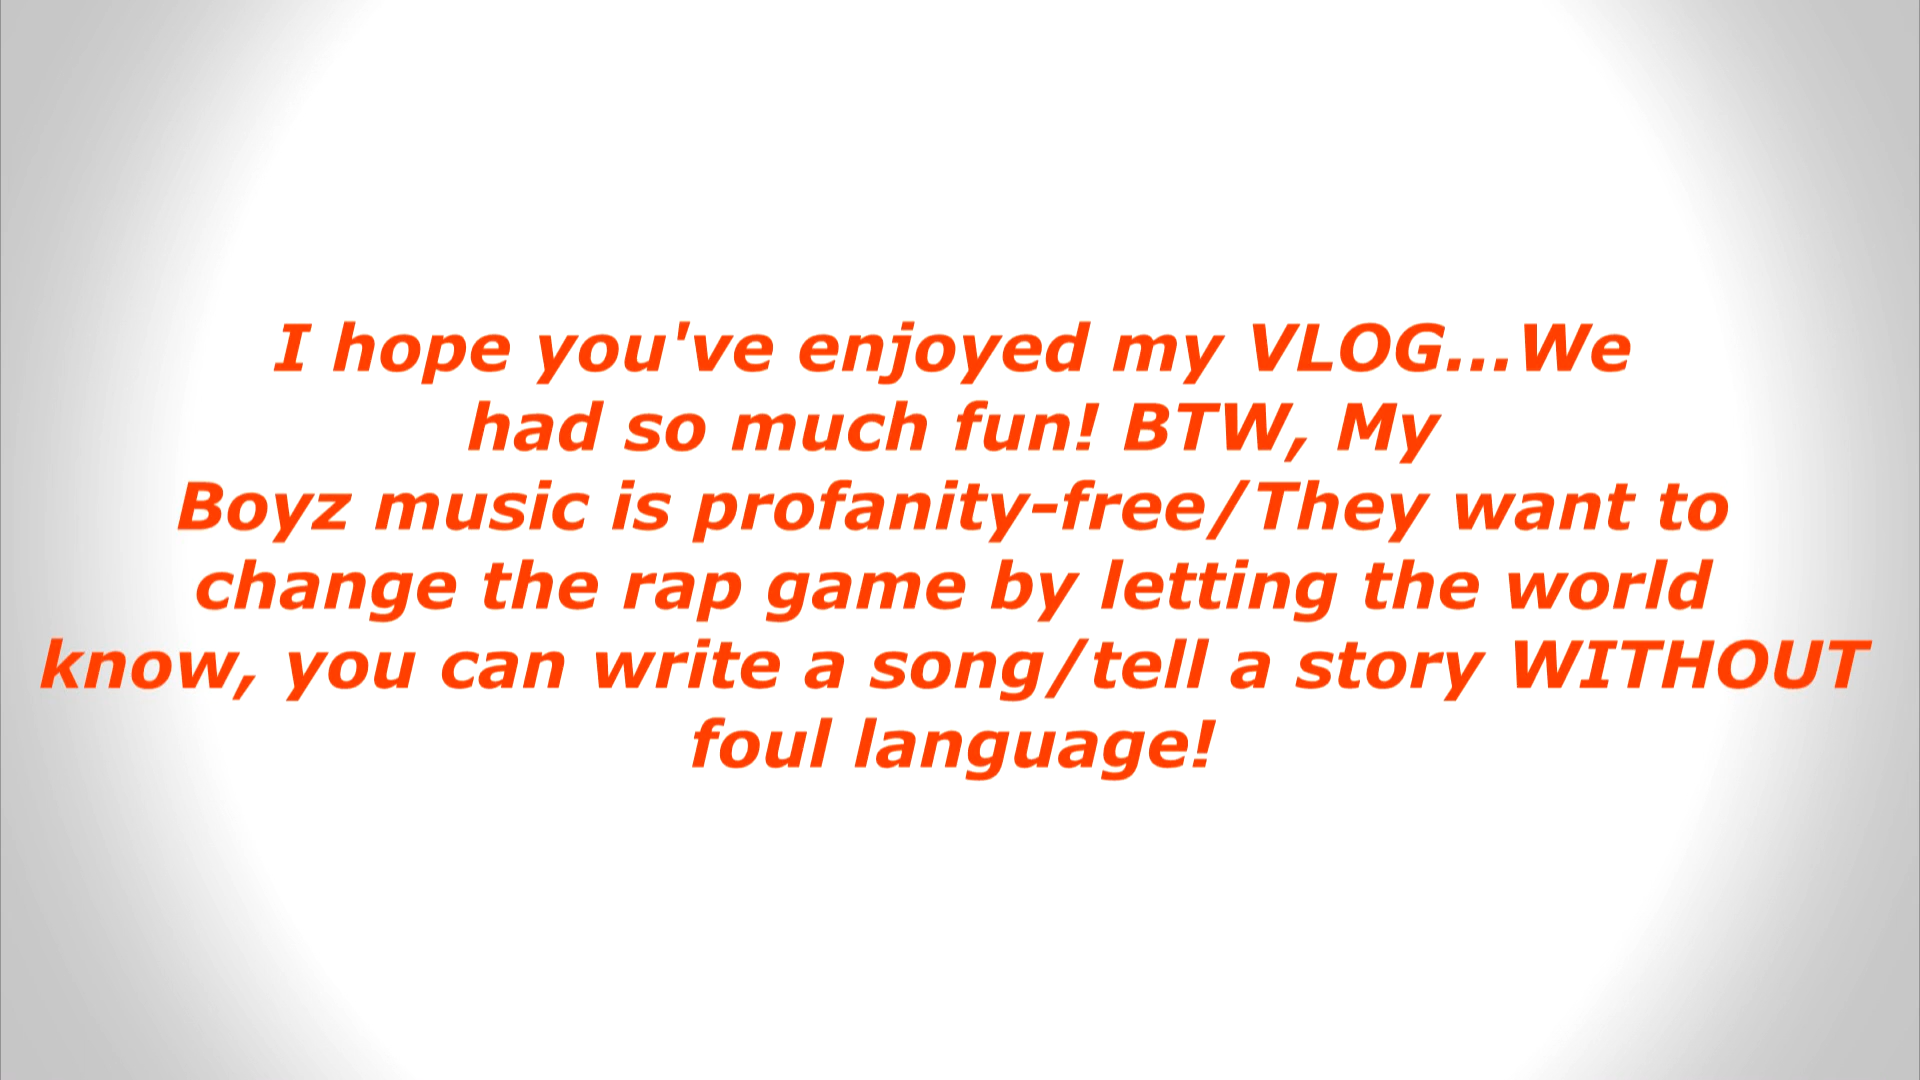 I hope you've enjoyed my VLOG...We
had so much fun! BTW, My
Boyz music is profanity-free/They want to
change the rap game by letting the world
know, you can write a song/tell a story WITHOUT
foul language!